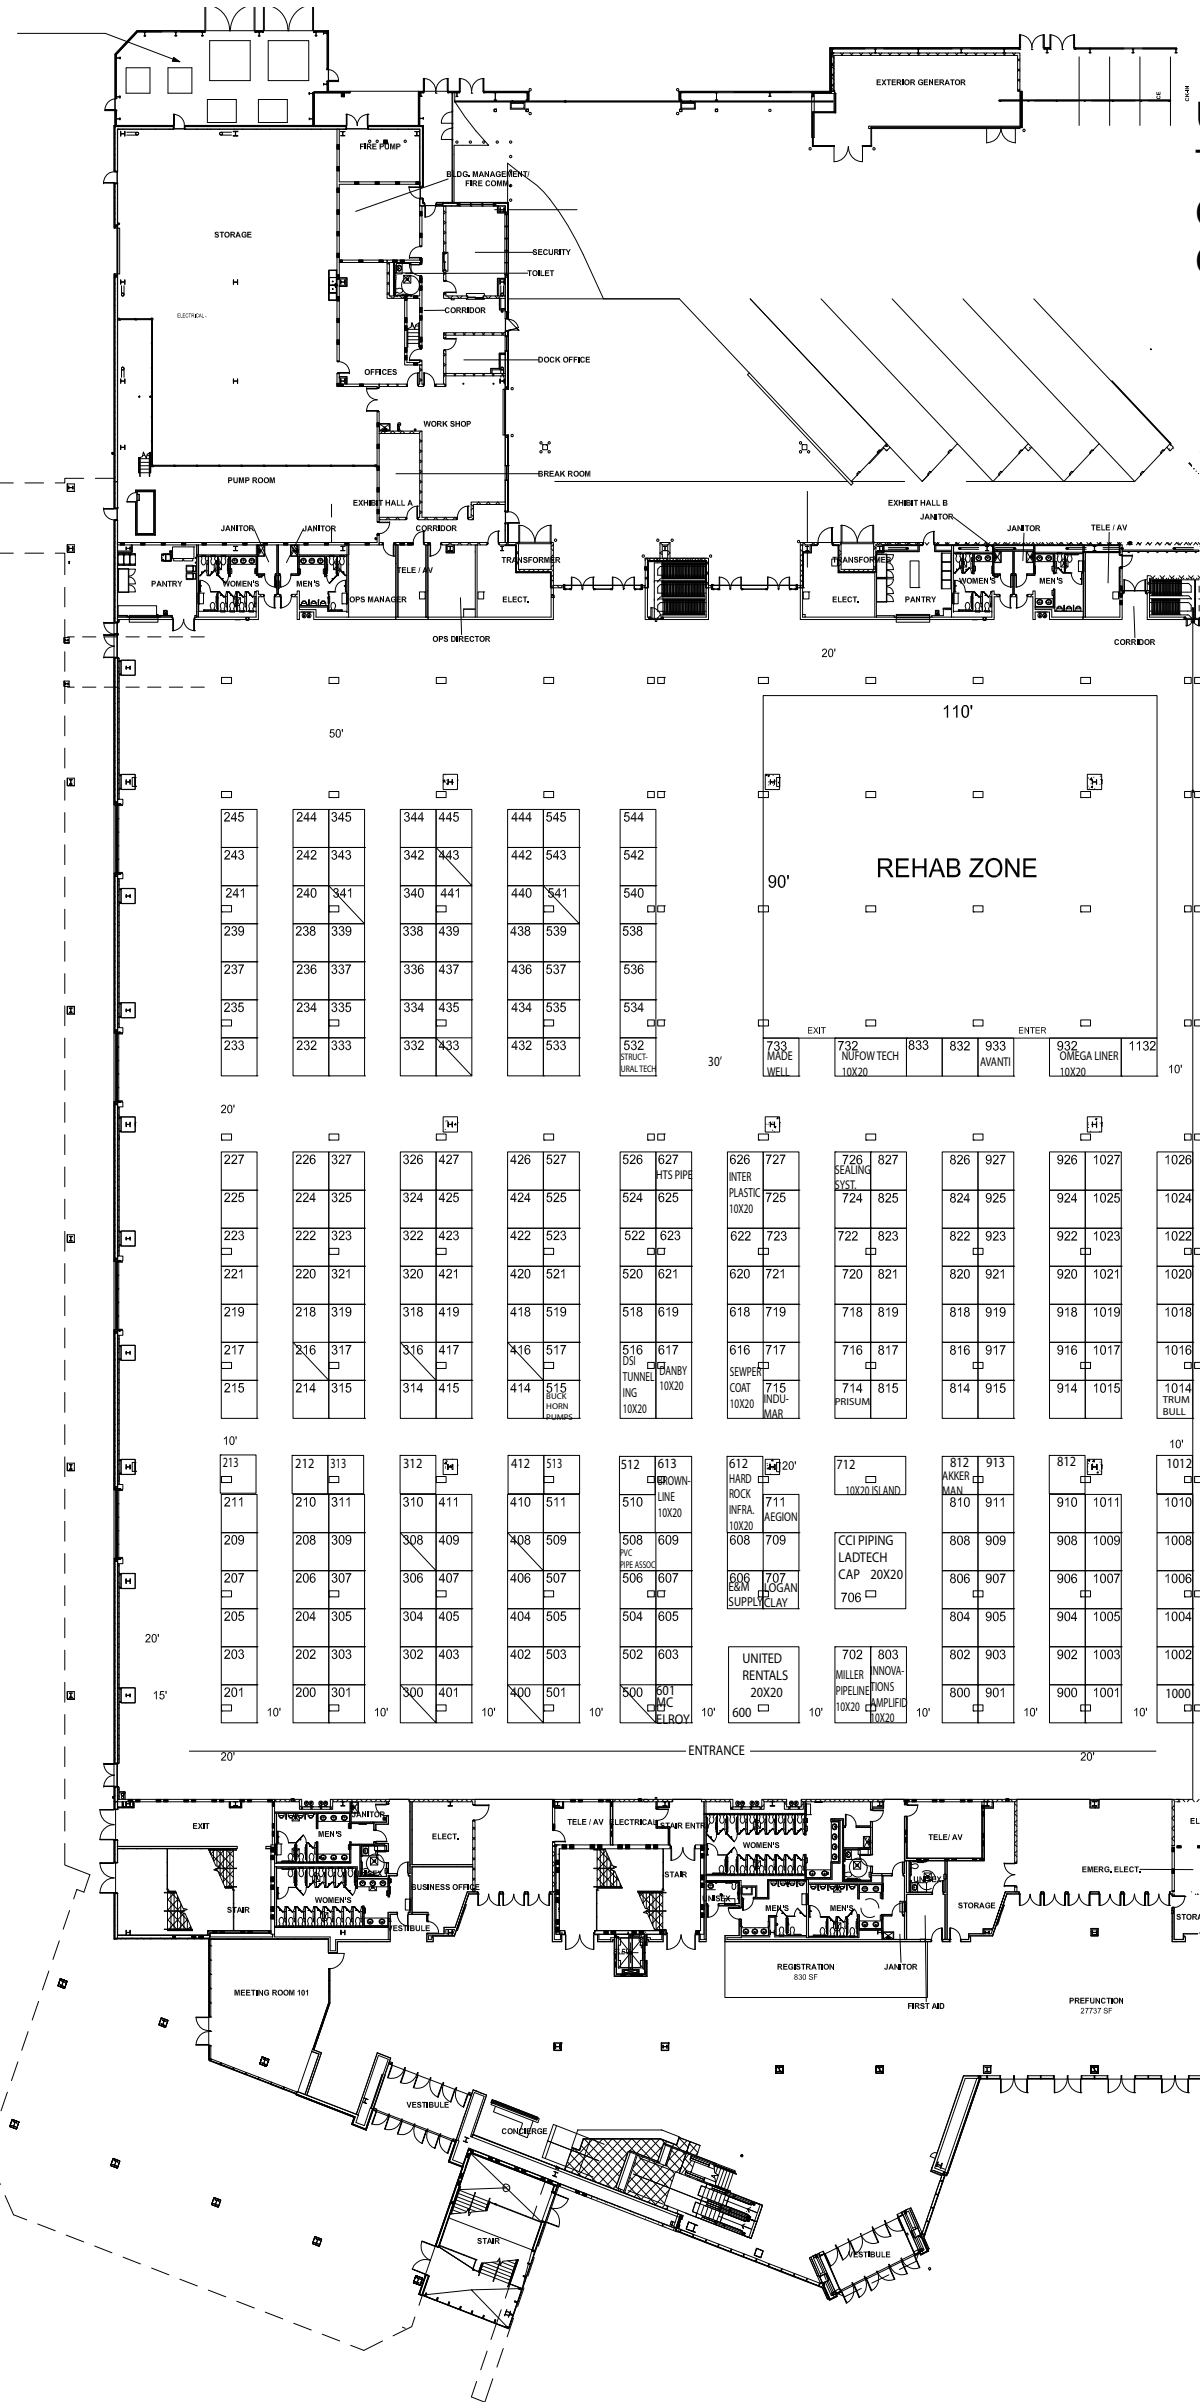 EXTERIOR GENERATOR
CE
CK-IN
FIRE PUMP
BLDG. MANAGEMENT/
FIRE COMM.
STORAGE
SECURITY
TOILET
ELECTRICAL
CORRIDOR
DOCK OFFICE
OFFICES
WORK SHOP
BREAK ROOM
PUMP ROOM
EXHIBIT HALL A
EXHIBIT HALL B
JANITOR
JANITOR
CORRIDOR
JANITOR
JANITOR
TELE / AV
PANTRY
WOMEN'S
MEN'S
OPS MANAGER
TELE / AV
TRANSFORMER
ELECT.
TRANSFORMER
ELECT.
PANTRY
WOMEN'S
MEN'S
OPS DIRECTOR
CORRIDOR
20'
110'
50'
245 244 345 344 445 444 545 544
243 242 343 342 443 442 543 542
90'
REHAB ZONE
241 240 341 340 441 440 541 540
239 238 339 338 439 438 539 538
237 236 337 336 437 436 537 536
235 234 335 334 435 434 535 534
EXIT
ENTER
233 232 333 332 433 432 533 532 733 732 833 832 933 932 1132
STRUCT-
URAL TECH
MADE
WELL
NUFOW TECH
10X20
AVANTI
OMEGA LINER
10X20
30'
10'
20'
227 226 327 326 427 426 527 526 627 626 727 726 827 826 927 926 1027 1026
HTS PIPE
INTER
PLASTIC
10X20
SEALING
SYST.
225 224 325 324 425 424 525 524 625 725 724 825 824 925 924 1025 1024
223 222 323 322 423 422 523 522 623 622 723 722 823 822 923 922 1023 1022
221 220 321 320 421 420 521 520 621 620 721 720 821 820 921 920 1021 1020
219 218 319 318 419 418 519 518 619 618 719 718 819 818 919 918 1019 1018
217 216 317 316 417 416 517 516 617 616 717 716 817 816 917 916 1017 1016
DSI
TUNNEL
ING
10X20
DANBY
10X20
SEWPER
COAT
10X20
215 214 315 314 415 414 515 715 714 815 814 915 914 1015 1014
BUCK
HORN
PUMPS
INDU-
MAR
PRISUM
TRUM
BULL
10'
10'
213 212 313 312 412 513 512 613 612 20' 712 812 913 812 1012
BROWN-
LINE
10X20
HARD
ROCK
INFRA.
10X20
10X20 ISLAND
AKKER
MAN
211 210 311 310 411 410 511 510 711 810 911 910 1011 1010
AEGION
209 208 309 308 409 408 509 508 609 608 709 808 909 908 1009 1008
PVC
PIPE ASSOC
CCI PIPING
LADTECH
CAP 20X20
706
207 206 307 306 407 406 507 506 607 606 707 806 907 906 1007 1006
E&M
SUPPLY
LOGAN
CLAY
205 204 305 304 405 404 505 504 605 804 905 904 1005 1004
20'
203 202 303 302 403 402 503 502 603 702 803 802 903 902 1003 1002
UNITED
RENTALS
20X20
600
MILLER
PIPELINE
10X20
INNOVA-
TIONS
AMPLIFID
10X20
15'
201 200 301 300 401 400 501 500 601 800 901 900 1001 1000
MC
ELROY
10' 10' 10' 10' 10' 10' 10' 10' 10'
20'
ENTRANCE
20'
EXIT
MEN'S
JANITOR
ELECT.
TELE / AV
ELECTRICAL
STAIR ENTRY
WOMEN'S
TELE/ AV
EL
STAIR
WOMEN'S
BUSINESS OFFICE
VESTIBULE
STAIR
UNISEX
MEN'S
MEN'S
UNISEX
STORAGE
EMERG. ELECT.
STORA
MEETING ROOM 101
REGISTRATION
830 SF
JANITOR
FIRST AID
PREFUNCTION
27737 SF
VESTIBULE
CONCIERGE
STAIR
VESTIBULE